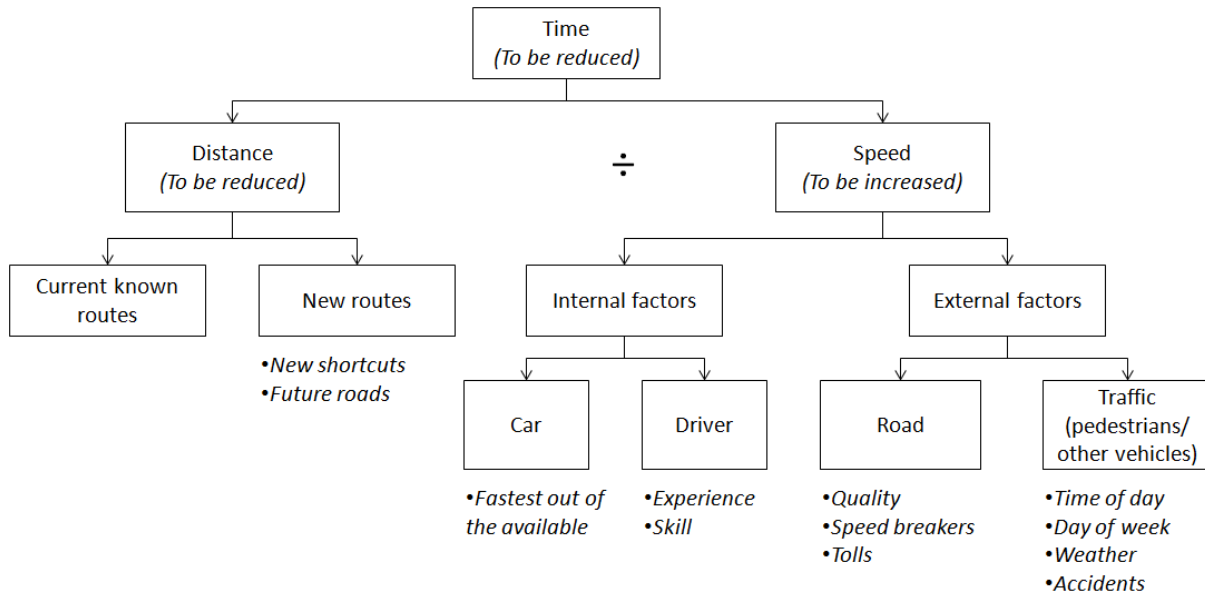 Time
(To be reduced)
Distance
(To be reduced)
÷
Speed
(To be increased)
Current known
routes
New routes
•New shortcuts
•Future roads
Internal factors
External factors
Car
•Fastest out of
the available
Driver
•Experience
•Skill
Road
•Quality
•Speed breakers
•Tolls
Traffic
(pedestrians/
other vehicles)
•Time of day
•Day of week
•Weather
•Accidents